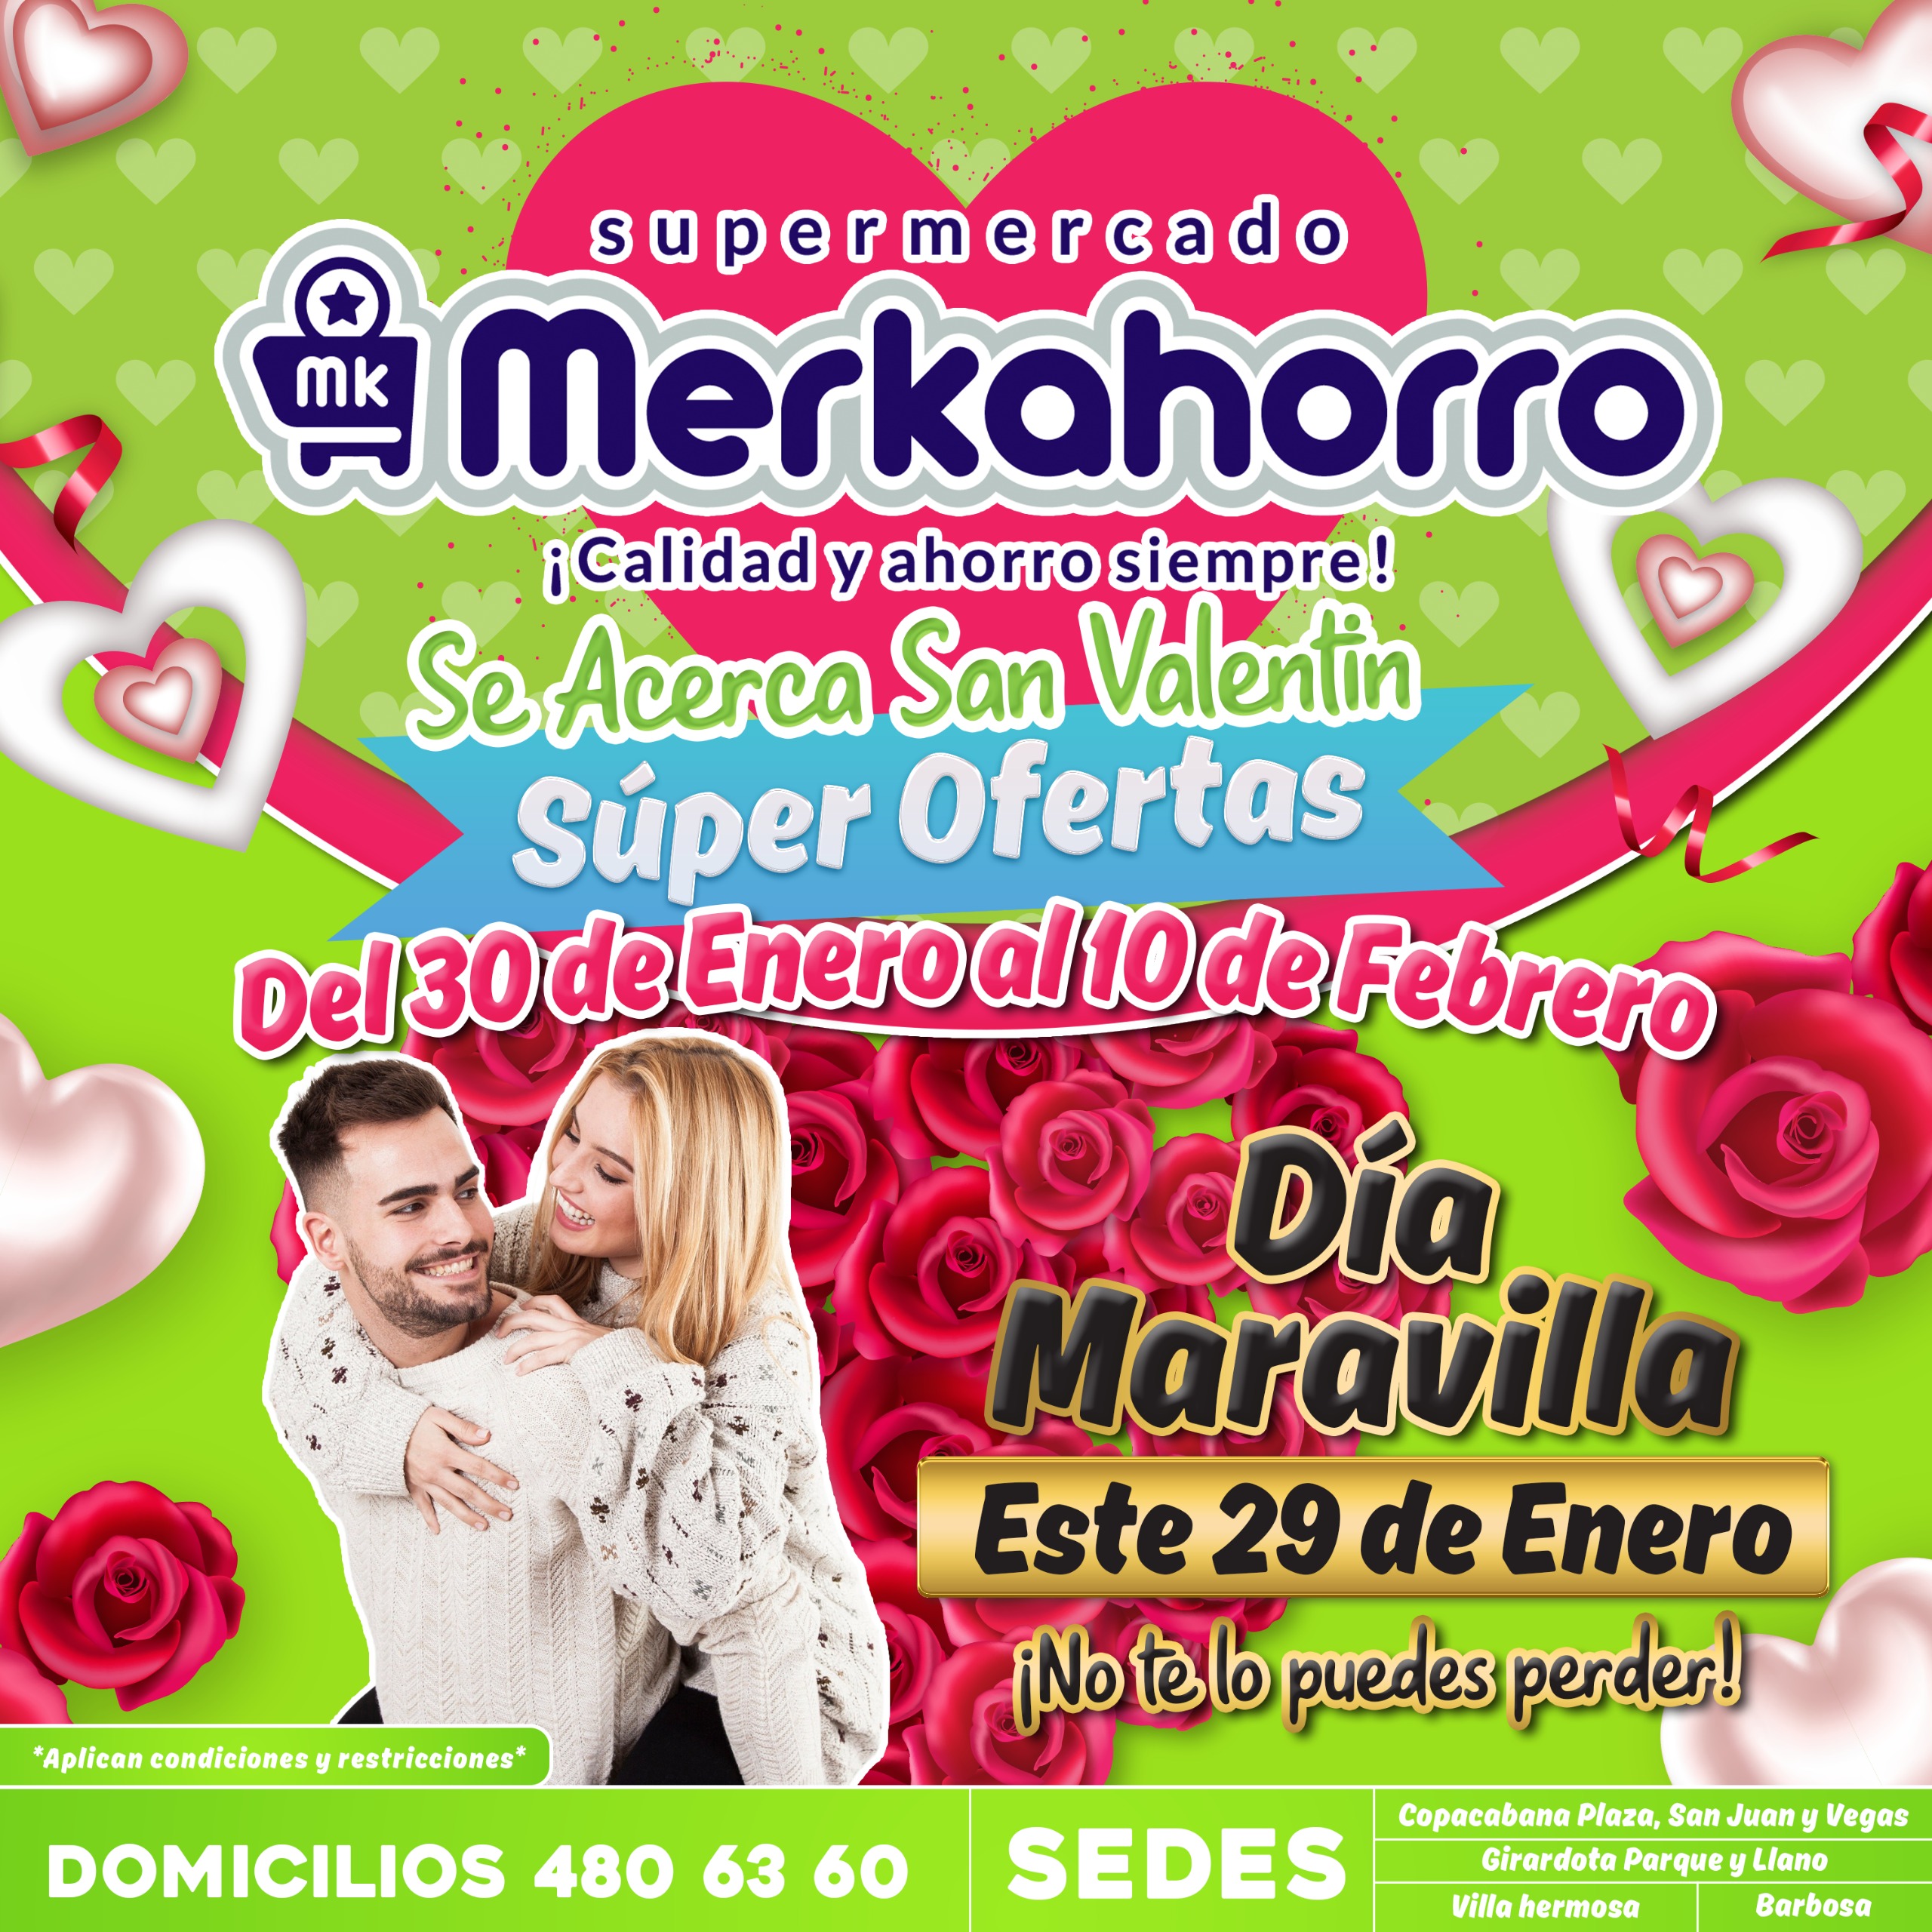 supermercado
mk Merkahorro
¡Calidad y ahorro siempre!
Se Acerca San Valentin
Súper Ofertas
Del 30 de Enero al 10 de Febrero
Día
Maravilla
Este 29 de Enero
¡No te lo puedes perder!
*Aplican condiciones y restricciones*
DOMICILIOS 480 63 60
SEDES
Copacabana Plaza, San Juan y Vegas
Girardota Parque y Llano
Villa hermosa
Barbosa